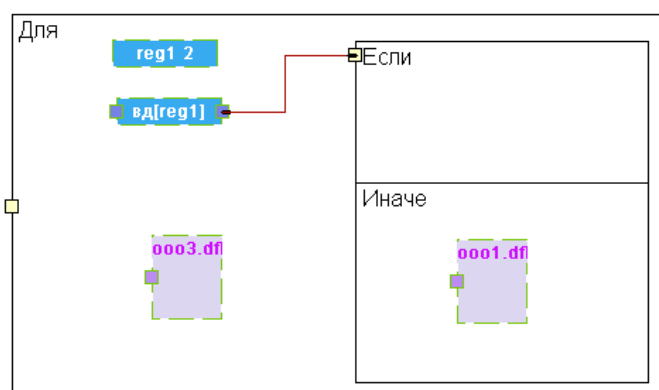 Для
reg1 2
Если
вд[reg1]
Иначе
ooo3.dfl
ooo1.dfl